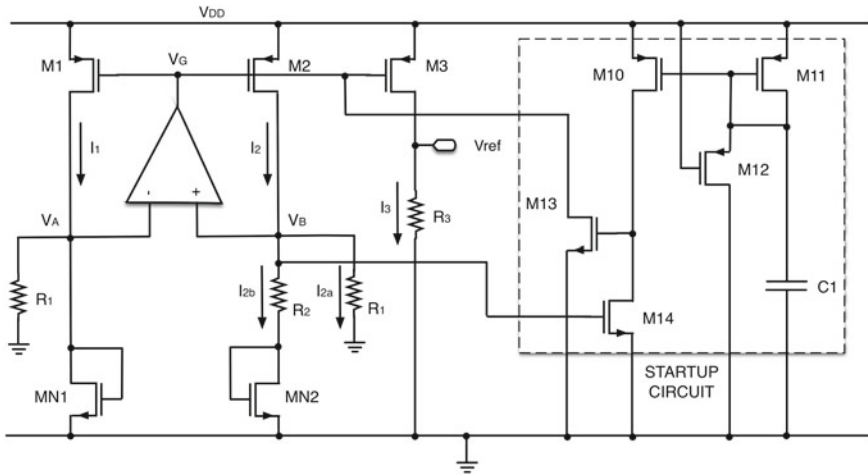 VDD
M1
VG
M2
M3
M10
M11
I1
I2
Vref
M12
-
+
VA
VB
I3
R3
M13
R1
I2b
R2
I2a
R1
M14
C1
MN1
MN2
STARTUP
CIRCUIT